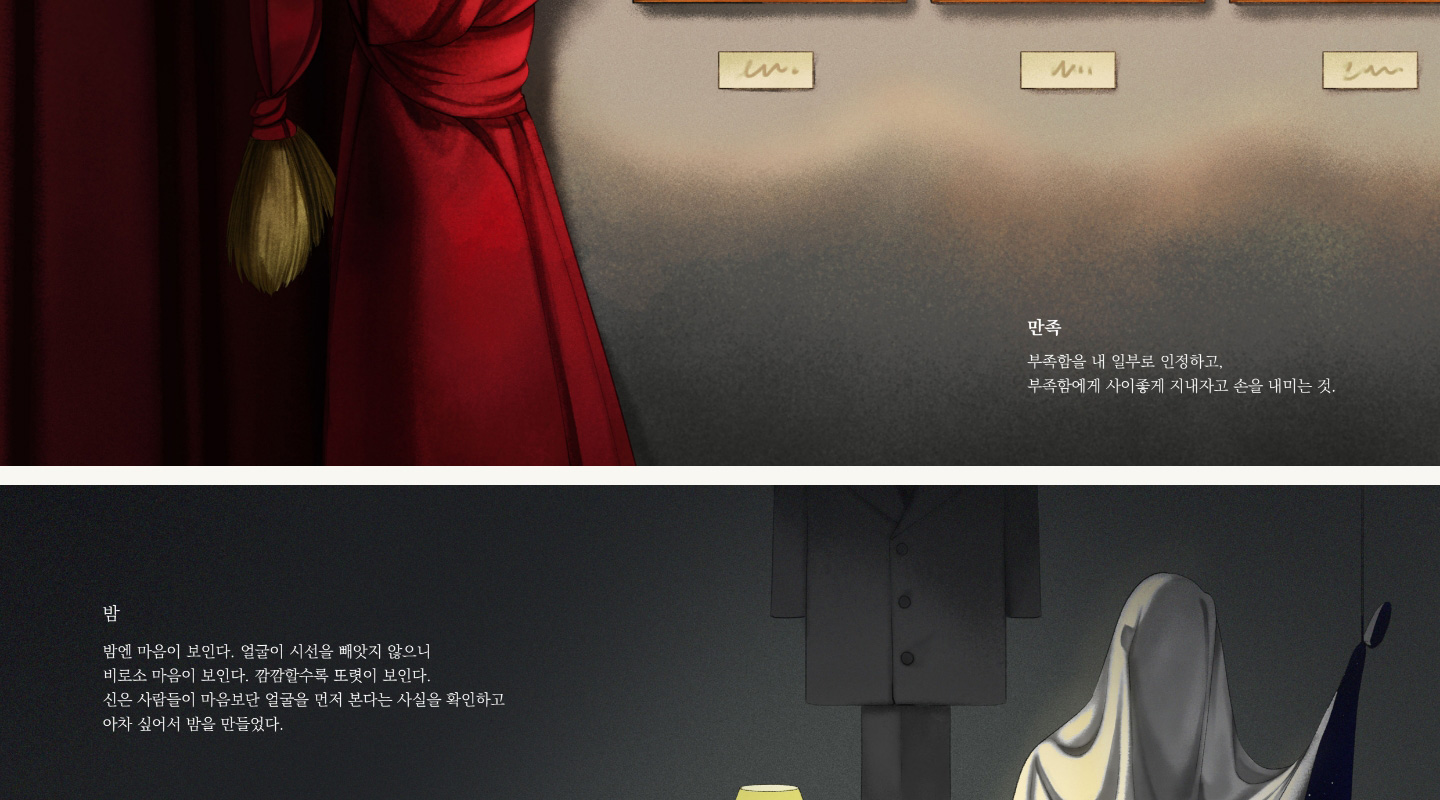 만족
부족함을 내 일부로 인정하고,
부족함에게 사이좋게 지내자고 손을 내미는 것.
밤
밤엔 마음이 보인다. 얼굴이 시선을 빼앗지 않으니
비로소 마음이 보인다. 깜깜할수록 또렷이 보인다.
신은 사람들이 마음보단 얼굴을 먼저 본다는 사실을 확인하고
아차 싶어서 밤을 만들었다.